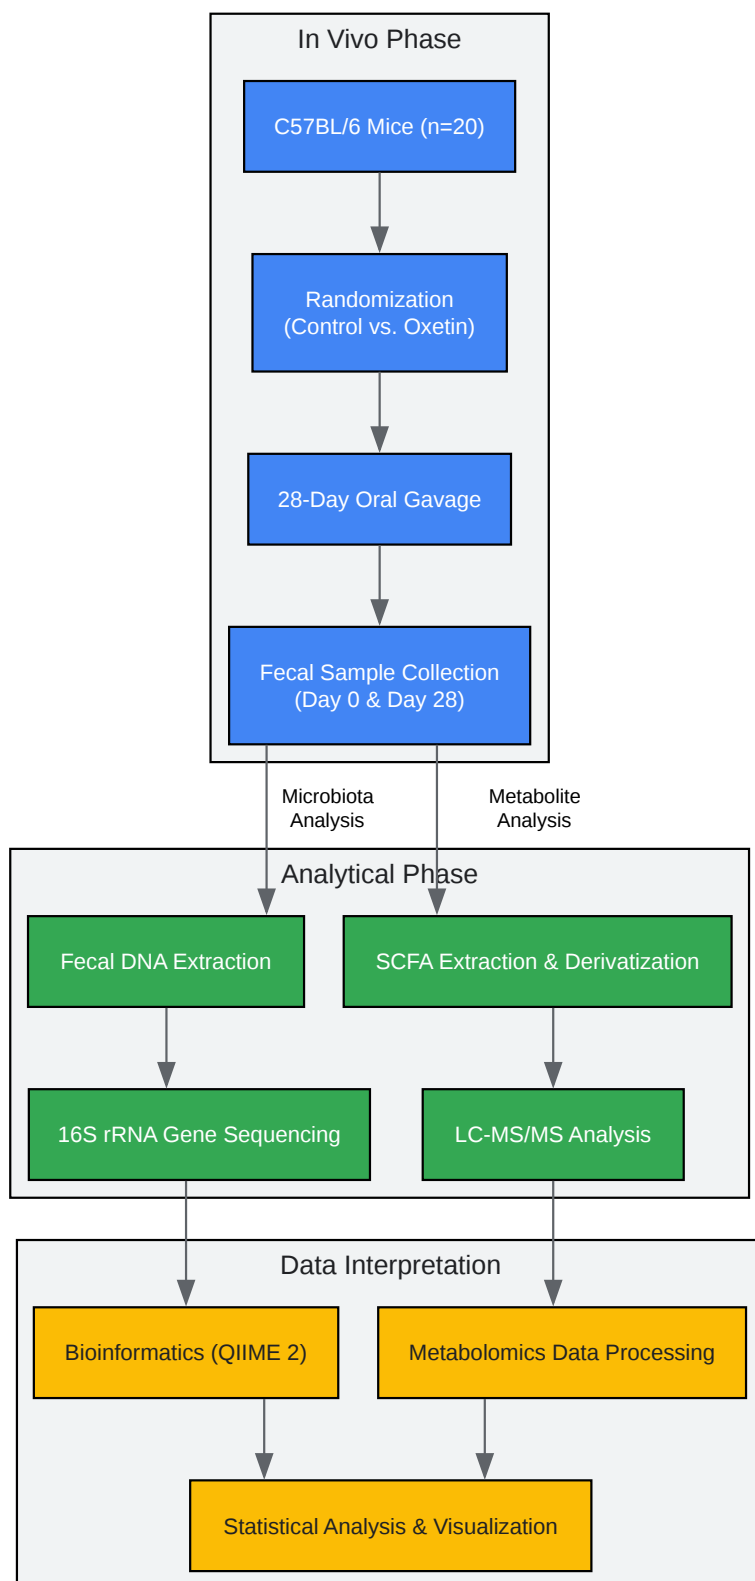 In Vivo Phase
C57BL/6 Mice (n=20)
Randomization
(Control vs. Oxetin)
28-Day Oral Gavage
Fecal Sample Collection
(Day 0 & Day 28)
Microbiota
Analysis
Metabolite
Analysis
Analytical Phase
Fecal DNA Extraction
SCFA Extraction & Derivatization
16S rRNA Gene Sequencing
LC-MS/MS Analysis
Data Interpretation
Bioinformatics (QIIME 2)
Metabolomics Data Processing
Statistical Analysis & Visualization